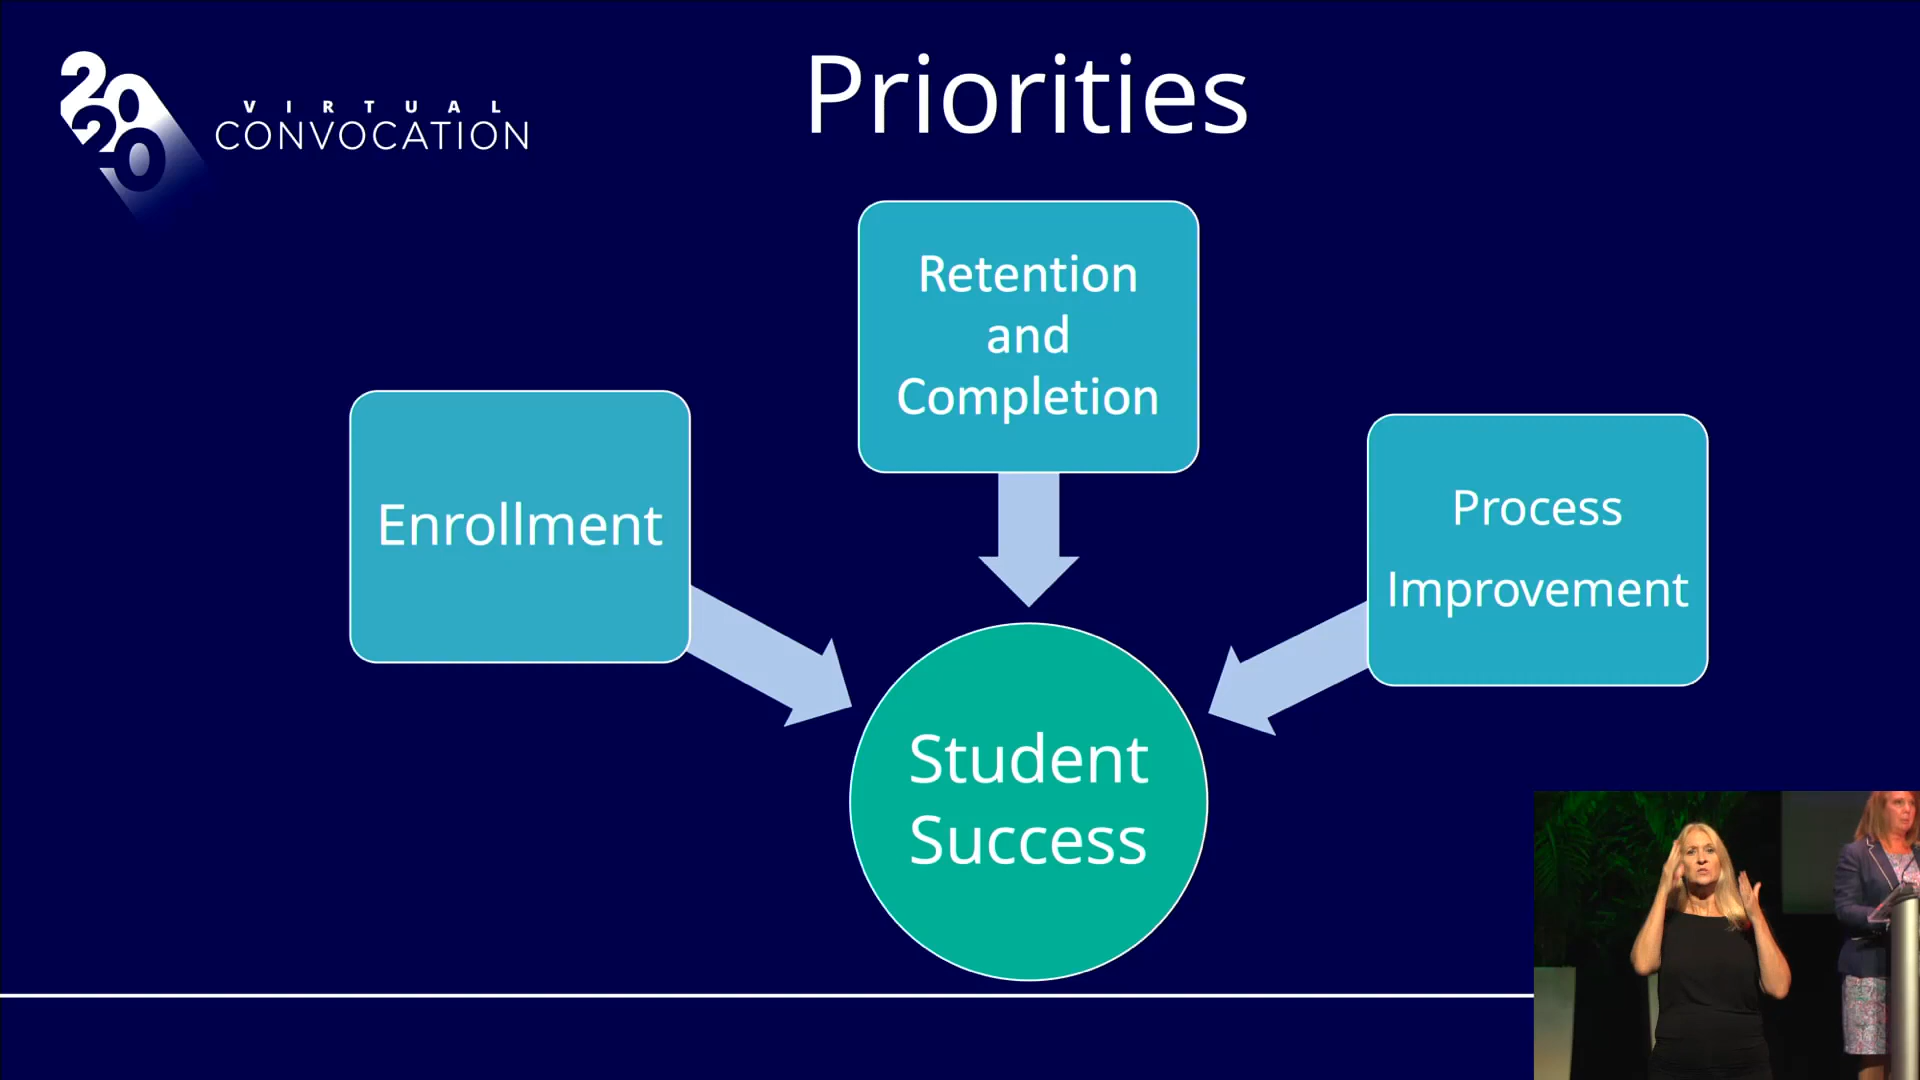 2020
VIRTUAL
CONVOCATION
Priorities
Retention
and
Completion
Enrollment
Process
Improvement
Student
Success